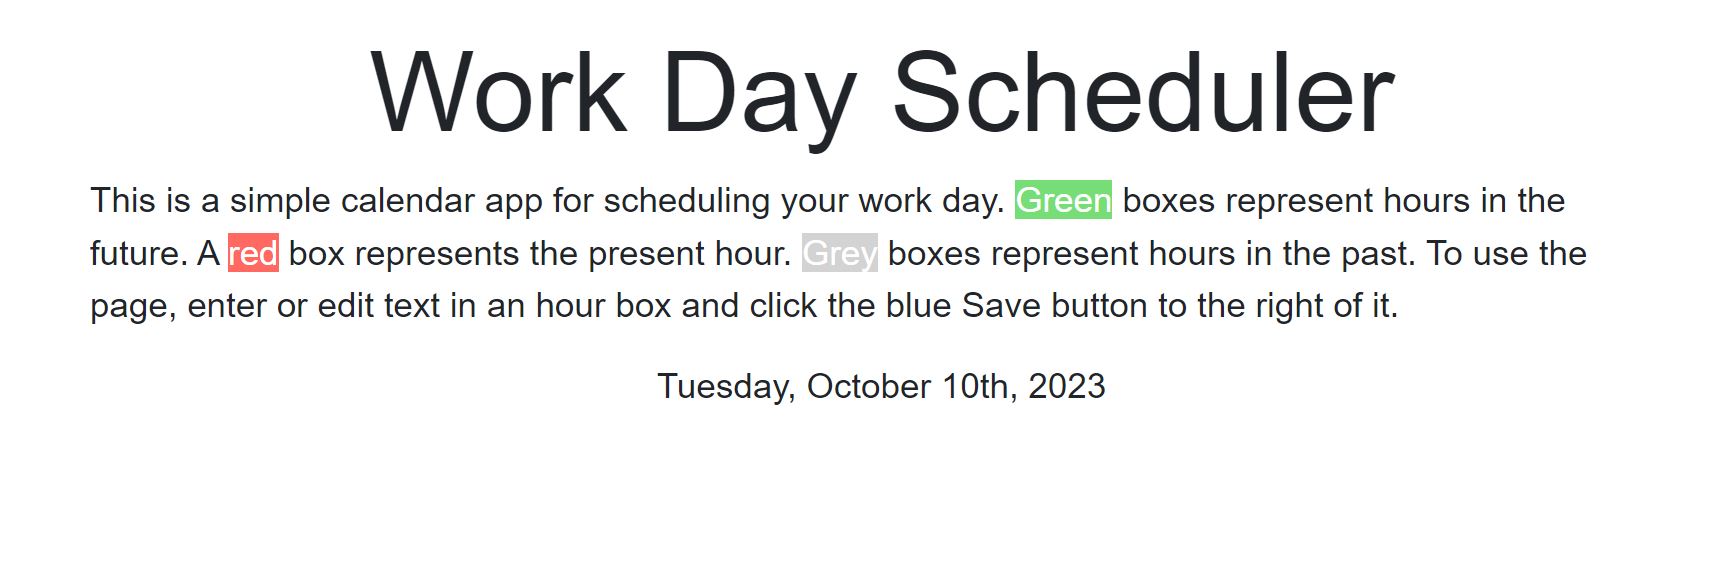 Work Day Scheduler
This is a simple calendar app for scheduling your work day. Green boxes represent hours in the
future. A red box represents the present hour. Grey boxes represent hours in the past. To use the
page, enter or edit text in an hour box and click the blue Save button to the right of it.
Tuesday, October 10th, 2023